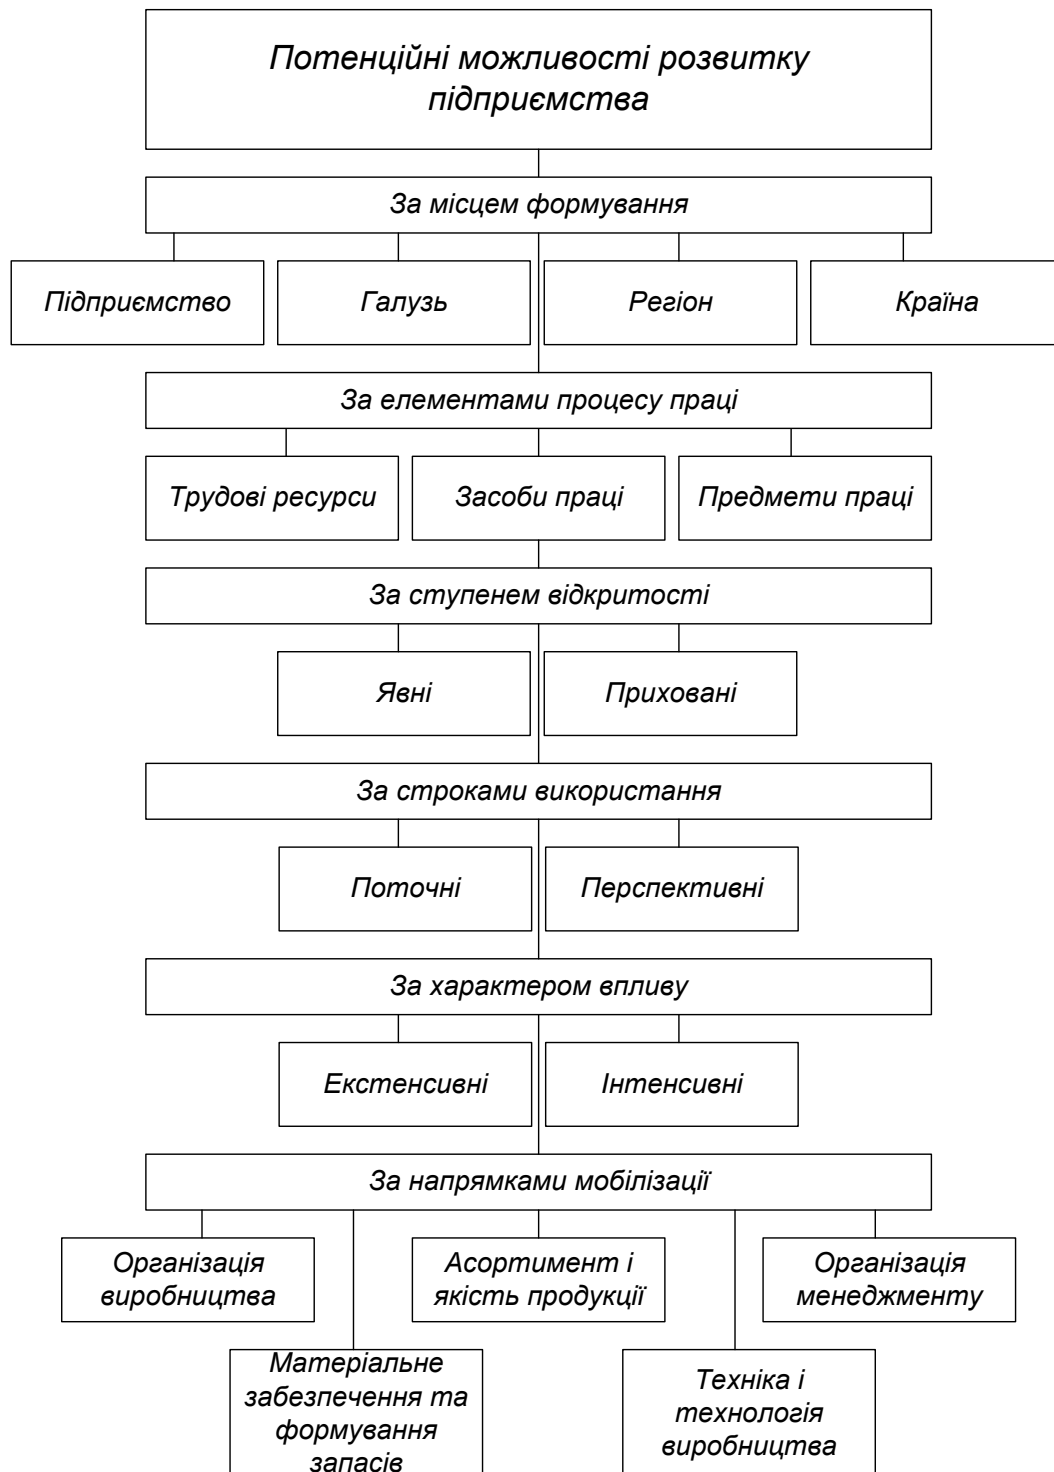 Потенційні можливості розвитку
підприємства
За місцем формування
Підприємство
Галузь
Регіон
Країна
За елементами процесу праці
Трудові ресурси
Засоби праці
Предмети праці
За ступенем відкритості
Явні
Приховані
За строками використання
Поточні
Перспективні
За характером впливу
Екстенсивні
Інтенсивні
За напрямками мобілізації
Організація
виробництва
Асортимент і
якість продукції
Організація
менеджменту
Матеріальне
забезпечення та
формування
запасів
Техніка і
технологія
виробництва